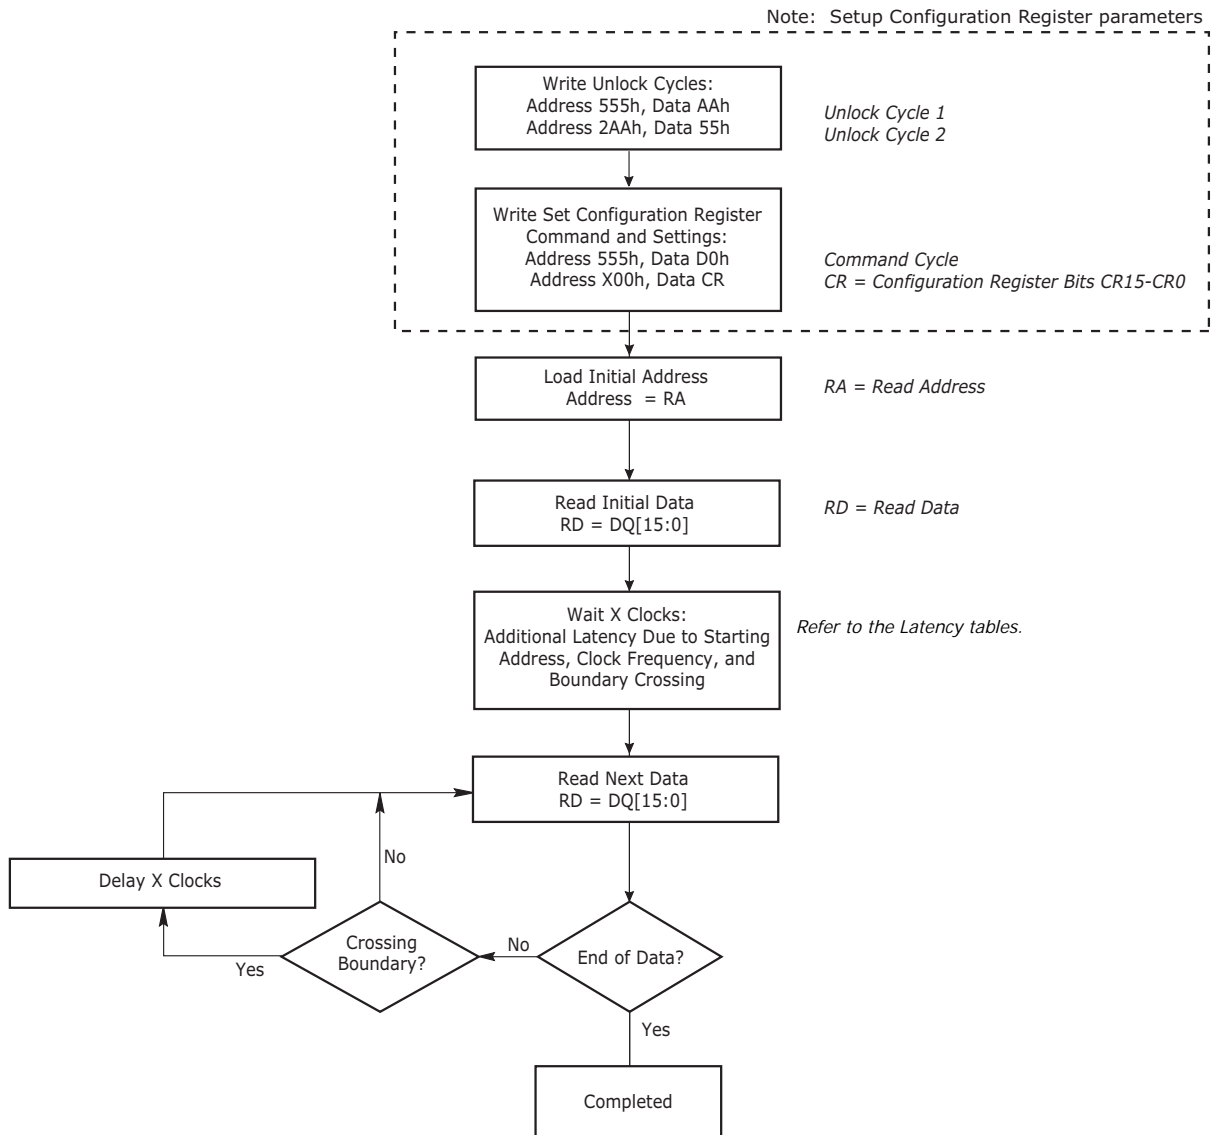 Note: Setup Configuration Register parameters
Write Unlock Cycles:
Address 555h, Data AAh
Address 2AAh, Data 55h
Unlock Cycle 1
Unlock Cycle 2
Write Set Configuration Register
Command and Settings:
Address 555h, Data D0h
Address X00h, Data CR
Command Cycle
CR = Configuration Register Bits CR15-CR0
Load Initial Address
Address = RA
RA = Read Address
Read Initial Data
RD = DQ[15:0]
RD = Read Data
Wait X Clocks:
Additional Latency Due to Starting
Address, Clock Frequency, and
Boundary Crossing
Refer to the Latency tables.
Read Next Data
RD = DQ[15:0]
No
Delay X Clocks
Crossing
Boundary?
Yes
No
End of Data?
Yes
Completed